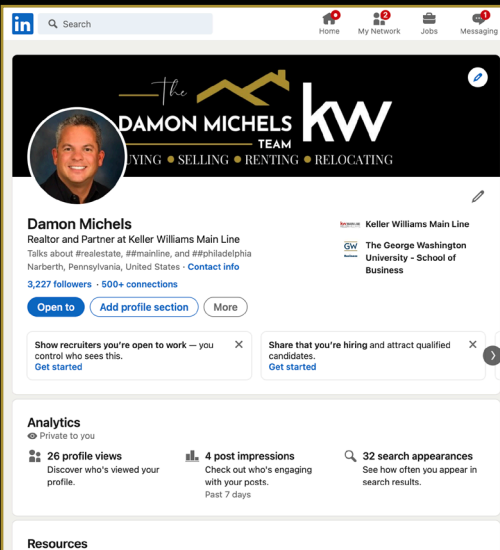 in
Search
Home
2
My Network
Jobs
1
Messaging
The
DAMON MICHELS
TEAM
kw
UYING • SELLING • RENTING • RELOCATING
Damon Michels
Realtor and Partner at Keller Williams Main Line
Talks about #realestate, ##mainline, and ##philadelphia
Narberth, Pennsylvania, United States · Contact info
3,227 followers · 500+ connections
Keller Williams Main Line
GW
Business
The George Washington
University - School of
Business
Open to
Add profile section
More
Show recruiters you're open to work — you
control who sees this.
Get started
Share that you're hiring and attract qualified
candidates.
Get started
Analytics
Private to you
26 profile views
Discover who's viewed your
profile.
4 post impressions
Check out who's engaging
with your posts.
Past 7 days
32 search appearances
See how often you appear in
search results.
Resources